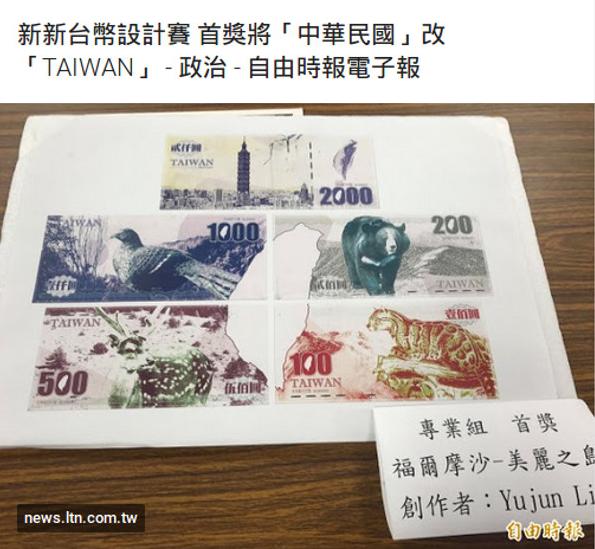 新新台幣設計賽 首獎將「中華民國」改
「TAIWAN」 - 政治 - 自由時報電子報
貳仟圓
TAIWAN
2000
TAIWAN
1000
壹仟圓
200
貳佰圓
TAIWAN
500
伍佰圓
壹佰圓
100
TAIWAN
專業組 首獎
福爾摩沙-美麗之島
創作者：Yujun Li
news.ltn.com.tw
自由時報